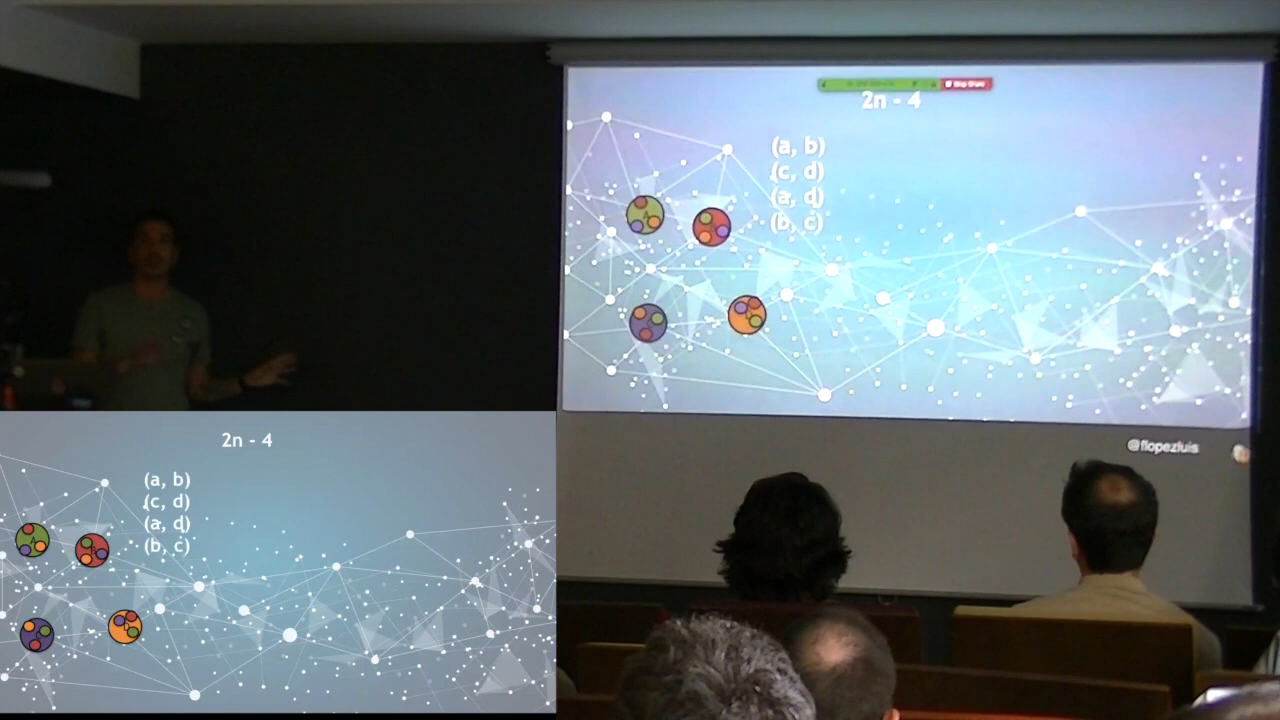 2n - 4
(a, b)
(c, d)
(a, d)
(b, c)
@flopezluis
2n - 4
(a, b)
(c, d)
(a, d)
(b, c)